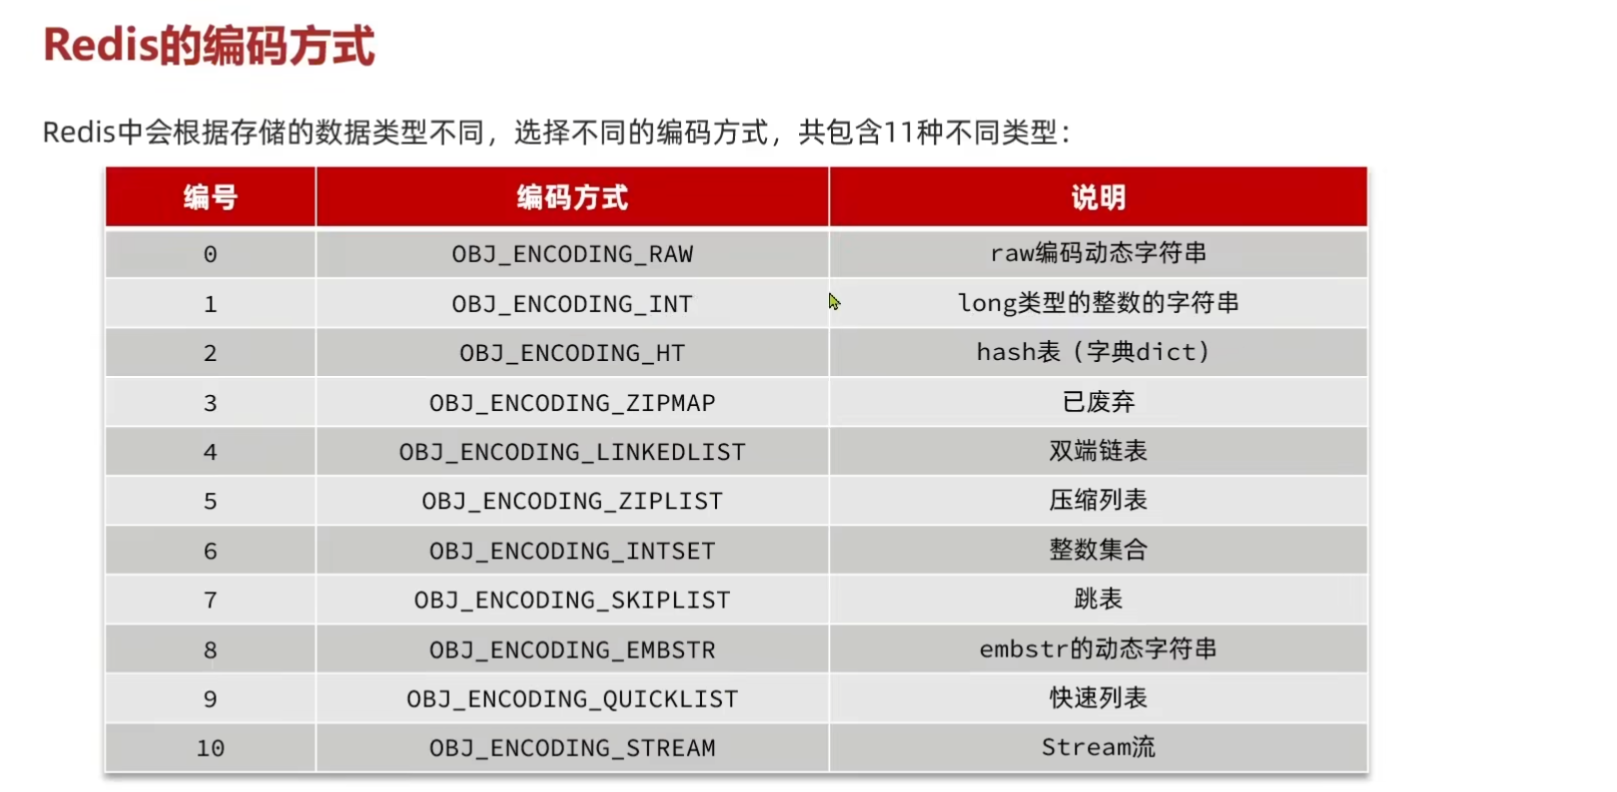 Redis的编码方式
Redis中会根据存储的数据类型不同，选择不同的编码方式，共包含11种不同类型：
编号 编码方式 说明
0 OBJ_ENCODING_RAW raw编码动态字符串
1 OBJ_ENCODING_INT long类型的整数的字符串
2 OBJ_ENCODING_HT hash表（字典dict）
3 OBJ_ENCODING_ZIPMAP 已废弃
4 OBJ_ENCODING_LINKEDLIST 双端链表
5 OBJ_ENCODING_ZIPLIST 压缩列表
6 OBJ_ENCODING_INTSET 整数集合
7 OBJ_ENCODING_SKIPLIST 跳表
8 OBJ_ENCODING_EMBSTR embstr的动态字符串
9 OBJ_ENCODING_QUICKLIST 快速列表
10 OBJ_ENCODING_STREAM Stream流